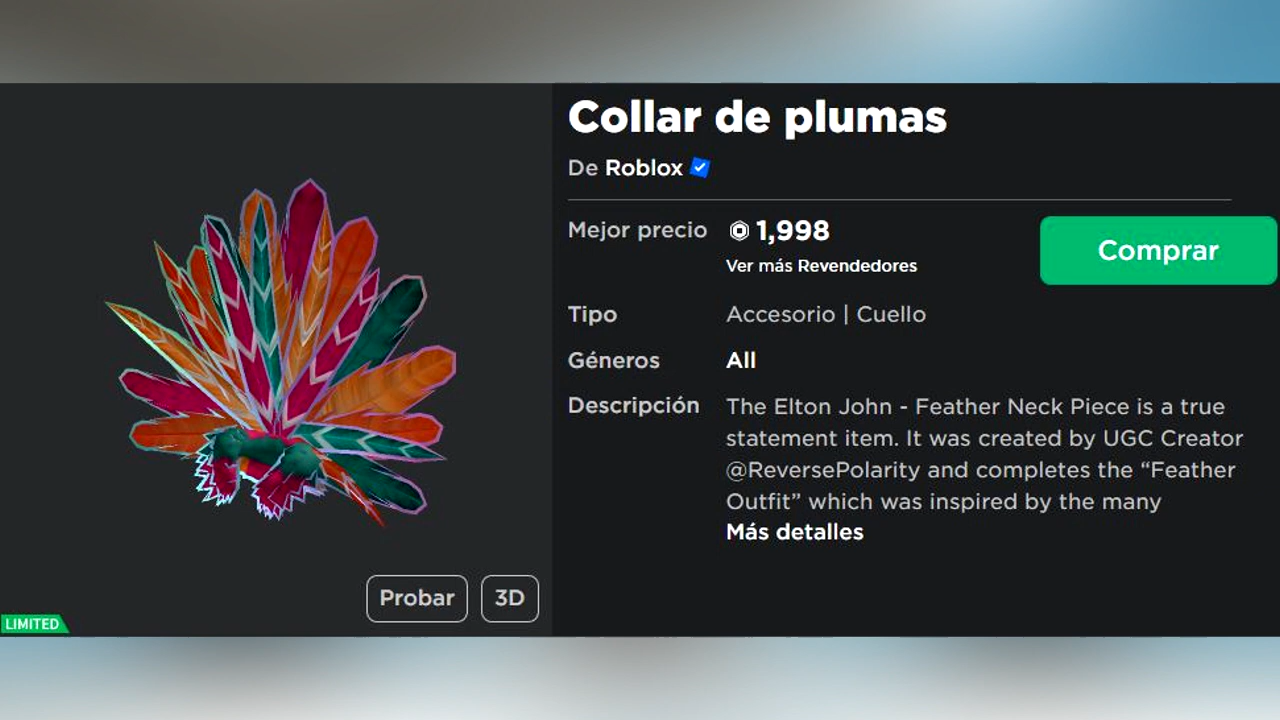 Collar de plumas
De Roblox
Mejor precio 1,998
Comprar
Ver más Revendedores
Tipo Accesorio | Cuello
Géneros All
Descripción The Elton John - Feather Neck Piece is a true
statement item. It was created by UGC Creator
@ReversePolarity and completes the “Feather
Outfit” which was inspired by the many
Más detalles
Probar 3D
LIMITED